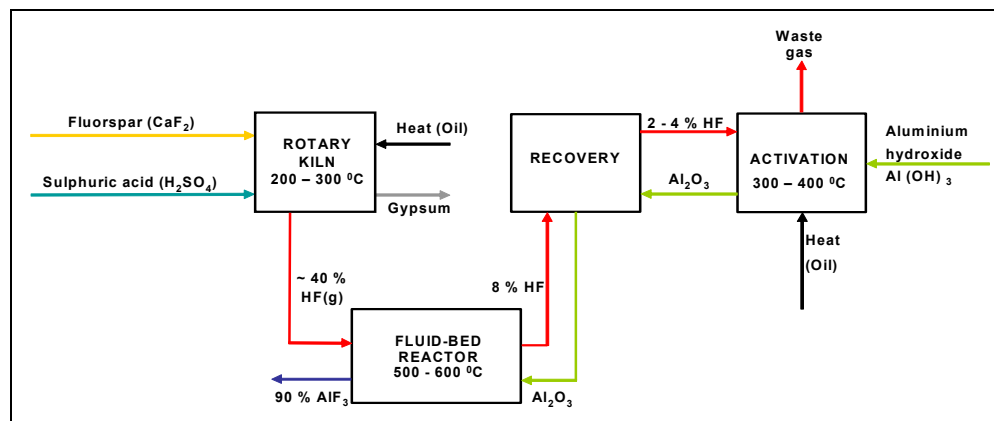 Waste
gas
Fluorspar (CaF₂)
Heat (Oil)
ROTARY
KILN
200 – 300 ⁰C
Sulphuric acid (H₂SO₄)
Gypsum
RECOVERY
2 - 4 % HF
Al₂O₃
ACTIVATION
300 – 400 ⁰C
Aluminium
hydroxide
Al (OH) ₃
Heat
(Oil)
~ 40 %
HF(g)
8 % HF
FLUID-BED
REACTOR
500 - 600 ⁰C
90 % AlF₃
Al₂O₃